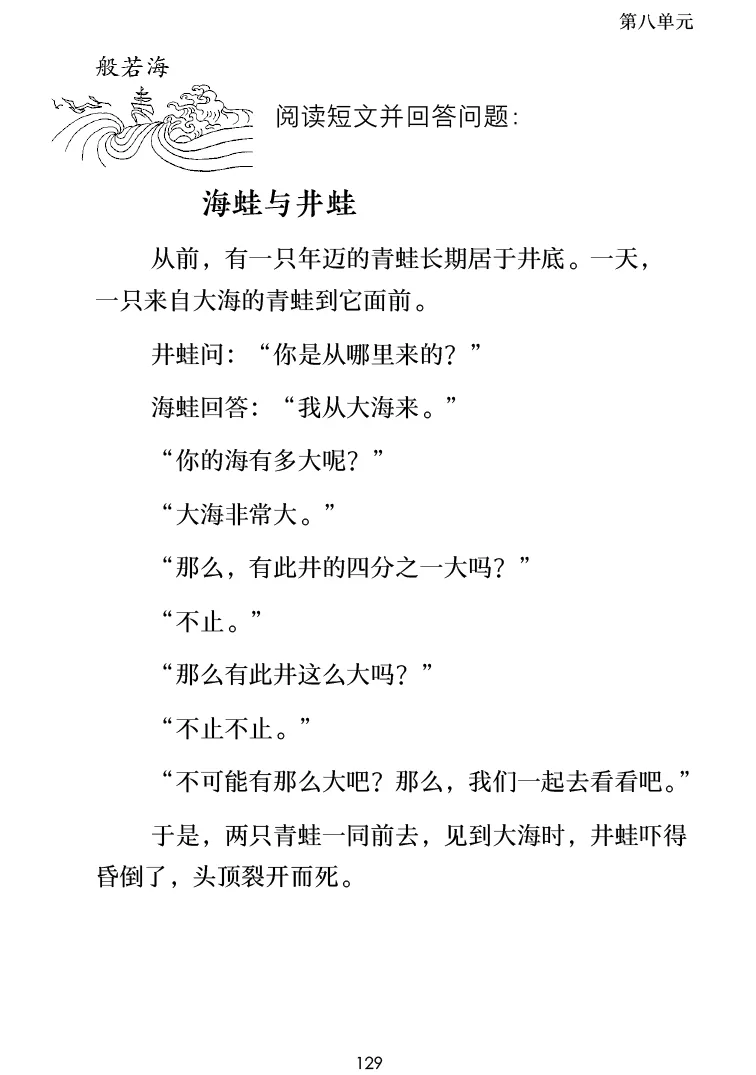 第八单元
般若海
阅读短文并回答问题：
海蛙与井蛙
从前，有一只年迈的青蛙长期居于井底。一天，
一只来自大海的青蛙到它面前。
井蛙问：“你是从哪里来的？”
海蛙回答：“我从大海来。”
“你的海有多大呢？”
“大海非常大。”
“那么，有此井的四分之一大吗？”
“不止。”
“那么有此井这么大吗？”
“不止不止。”
“不可能有那么大吧？那么，我们一起去看看吧。”
于是，两只青蛙一同前去，见到大海时，井蛙吓得
昏倒了，头顶裂开而死。
129